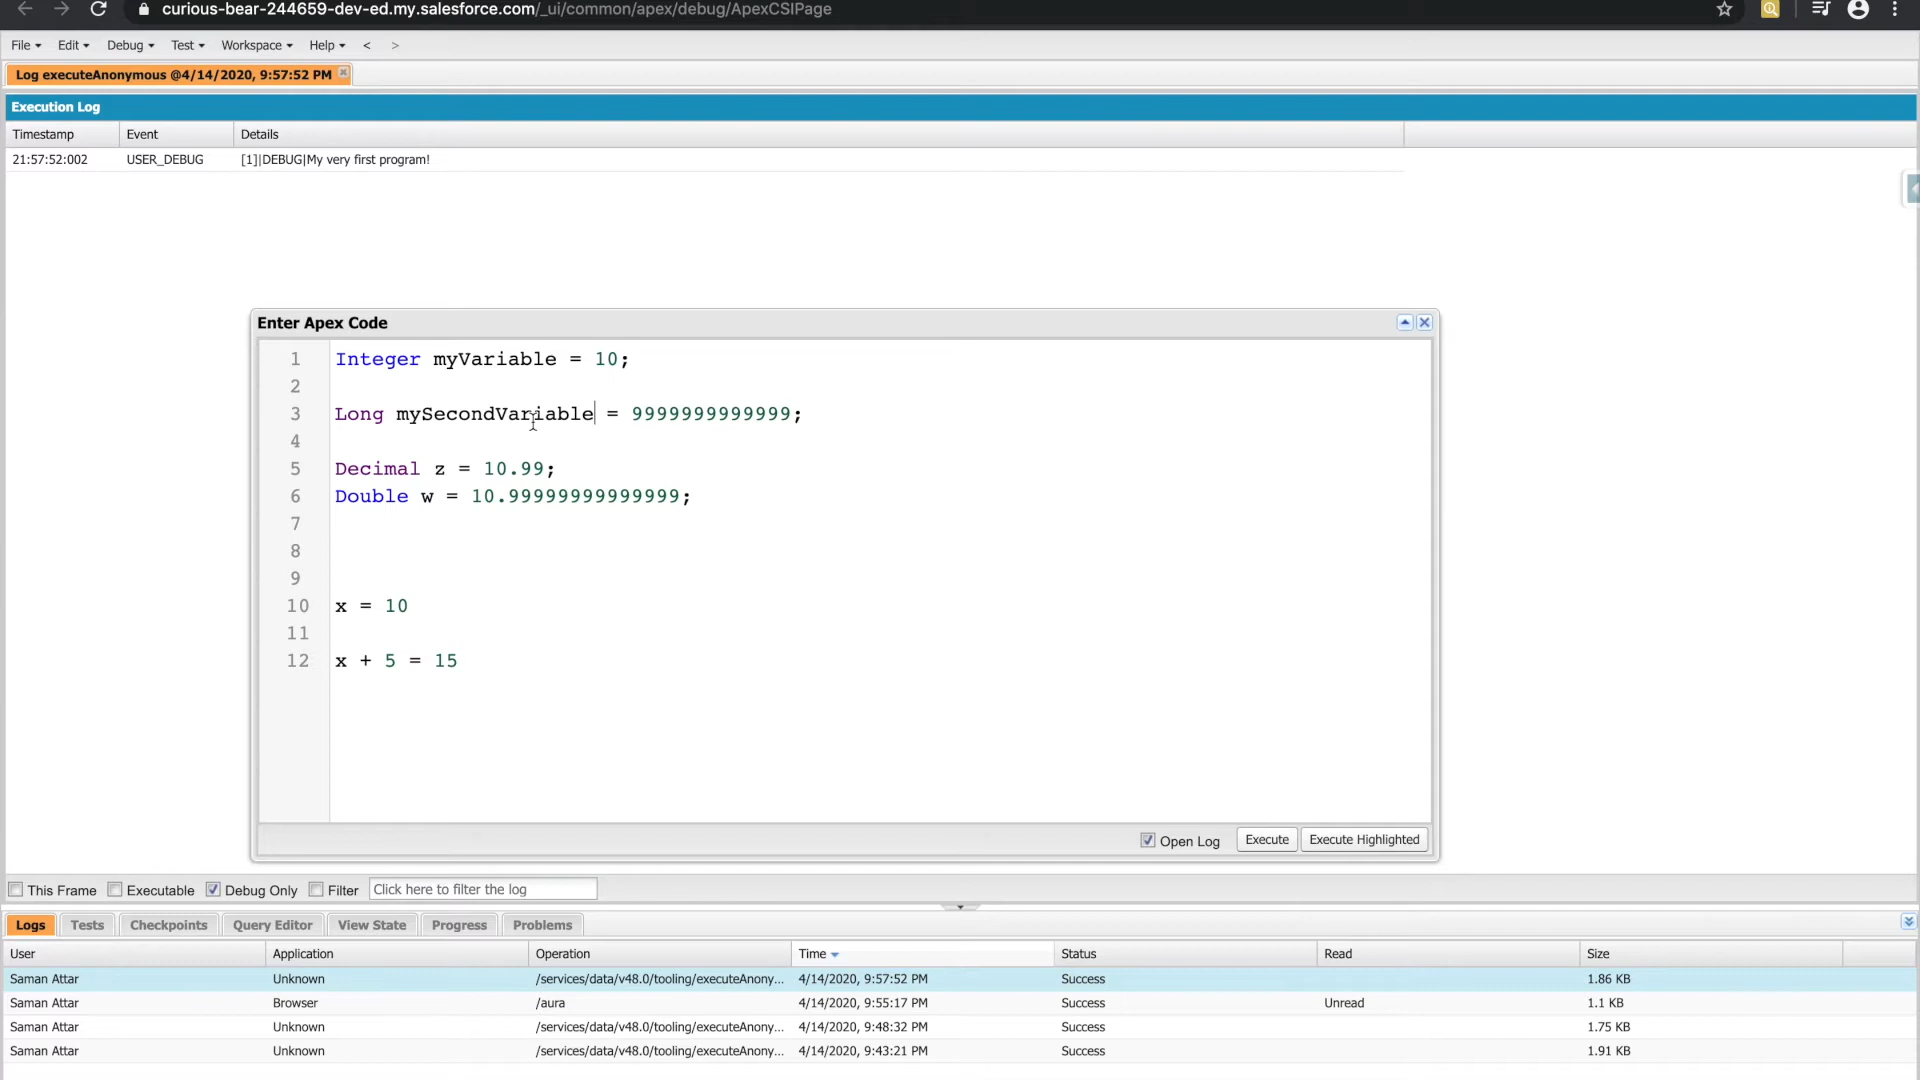 curious-bear-244659-dev-ed.my.salesforce.com/_ui/common/apex/debug/ApexCSIPage
File Edit Debug Test Workspace Help < >
Log executeAnonymous @4/14/2020, 9:57:52 PM
Execution Log
Timestamp Event Details
21:57:52:002 USER_DEBUG [1]|DEBUG|My very first program!
Enter Apex Code
1 Integer myVariable = 10;
2
3 Long mySecondVariable = 9999999999999;
4
5 Decimal z = 10.99;
6 Double w = 10.99999999999999;
7
8
9
10 x = 10
11
12 x + 5 = 15
Open Log Execute Execute Highlighted
This Frame Executable Debug Only Filter Click here to filter the log
Logs Tests Checkpoints Query Editor View State Progress Problems
User Application Operation Time Status Read Size
Saman Attar Unknown /services/data/v48.0/tooling/executeAnony... 4/14/2020, 9:57:52 PM Success 1.86 KB
Saman Attar Browser /aura 4/14/2020, 9:55:17 PM Success Unread 1.1 KB
Saman Attar Unknown /services/data/v48.0/tooling/executeAnony... 4/14/2020, 9:48:32 PM Success 1.75 KB
Saman Attar Unknown /services/data/v48.0/tooling/executeAnony... 4/14/2020, 9:43:21 PM Success 1.91 KB